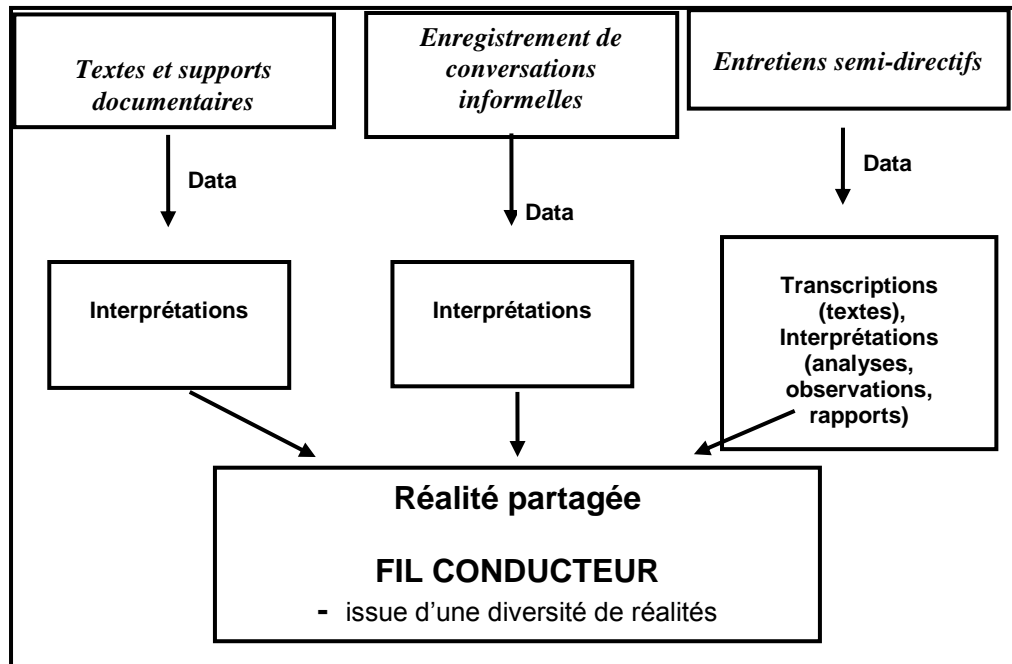 Textes et supports
documentaires
Enregistrement de
conversations
informelles
Entretiens semi-directifs
Data
Data
Data
Interprétations
Interprétations
Transcriptions
(textes),
Interprétations
(analyses,
observations,
rapports)
Réalité partagée
FIL CONDUCTEUR
- issue d’une diversité de réalités